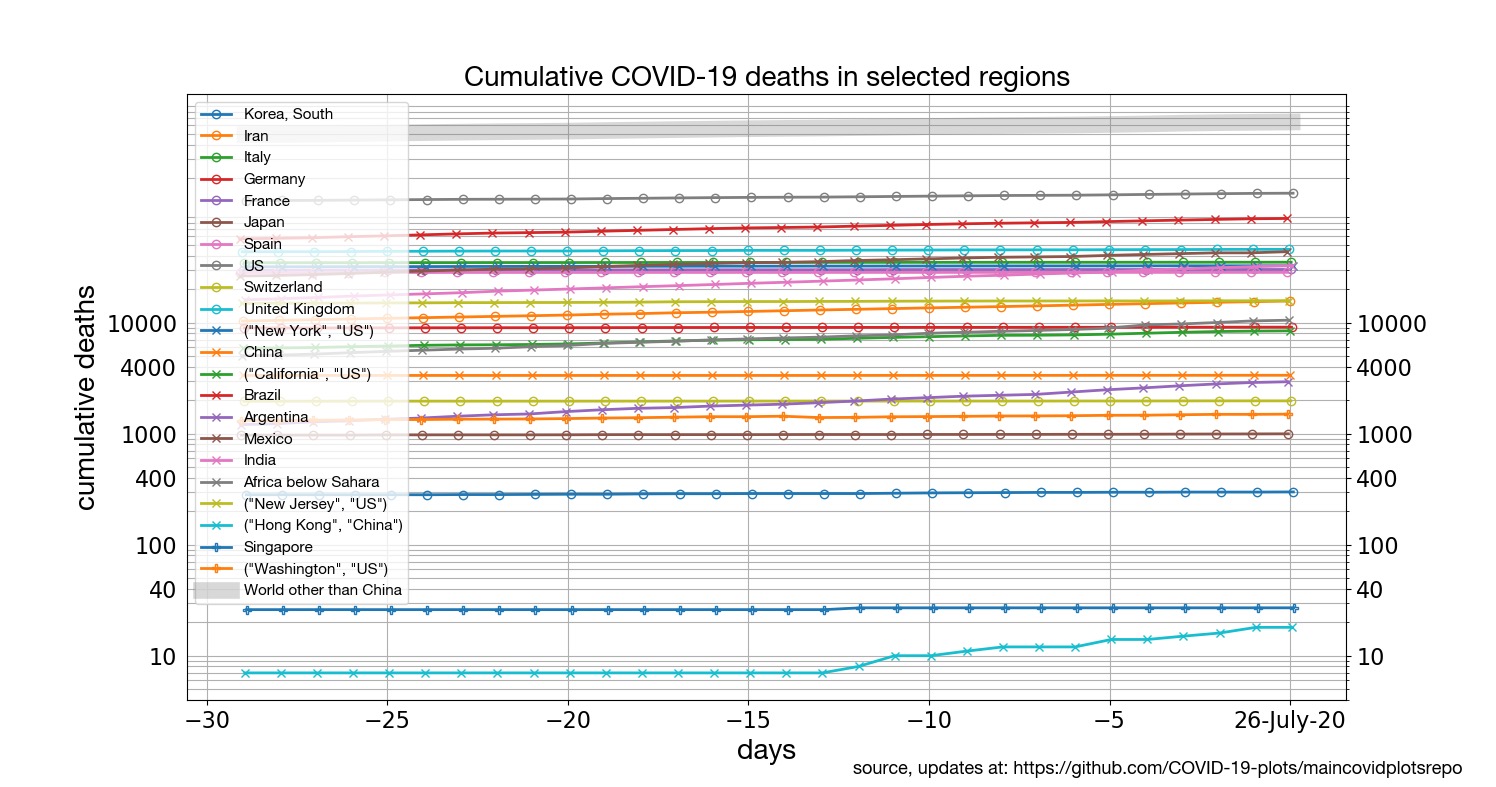 Cumulative COVID-19 deaths in selected regions
Korea, South
Iran
Italy
Germany
France
Japan
Spain
US
Switzerland
United Kingdom
("New York", "US")
China
("California", "US")
Brazil
Argentina
Mexico
India
Africa below Sahara
("New Jersey", "US")
("Hong Kong", "China")
Singapore
("Washington", "US")
World other than China
cumulative deaths
10000
4000
1000
400
100
40
10
10000
4000
1000
400
100
40
10
−30 −25 −20 −15 −10 −5 26-July-20
days
source, updates at: https://github.com/COVID-19-plots/maincovidplotsrepo